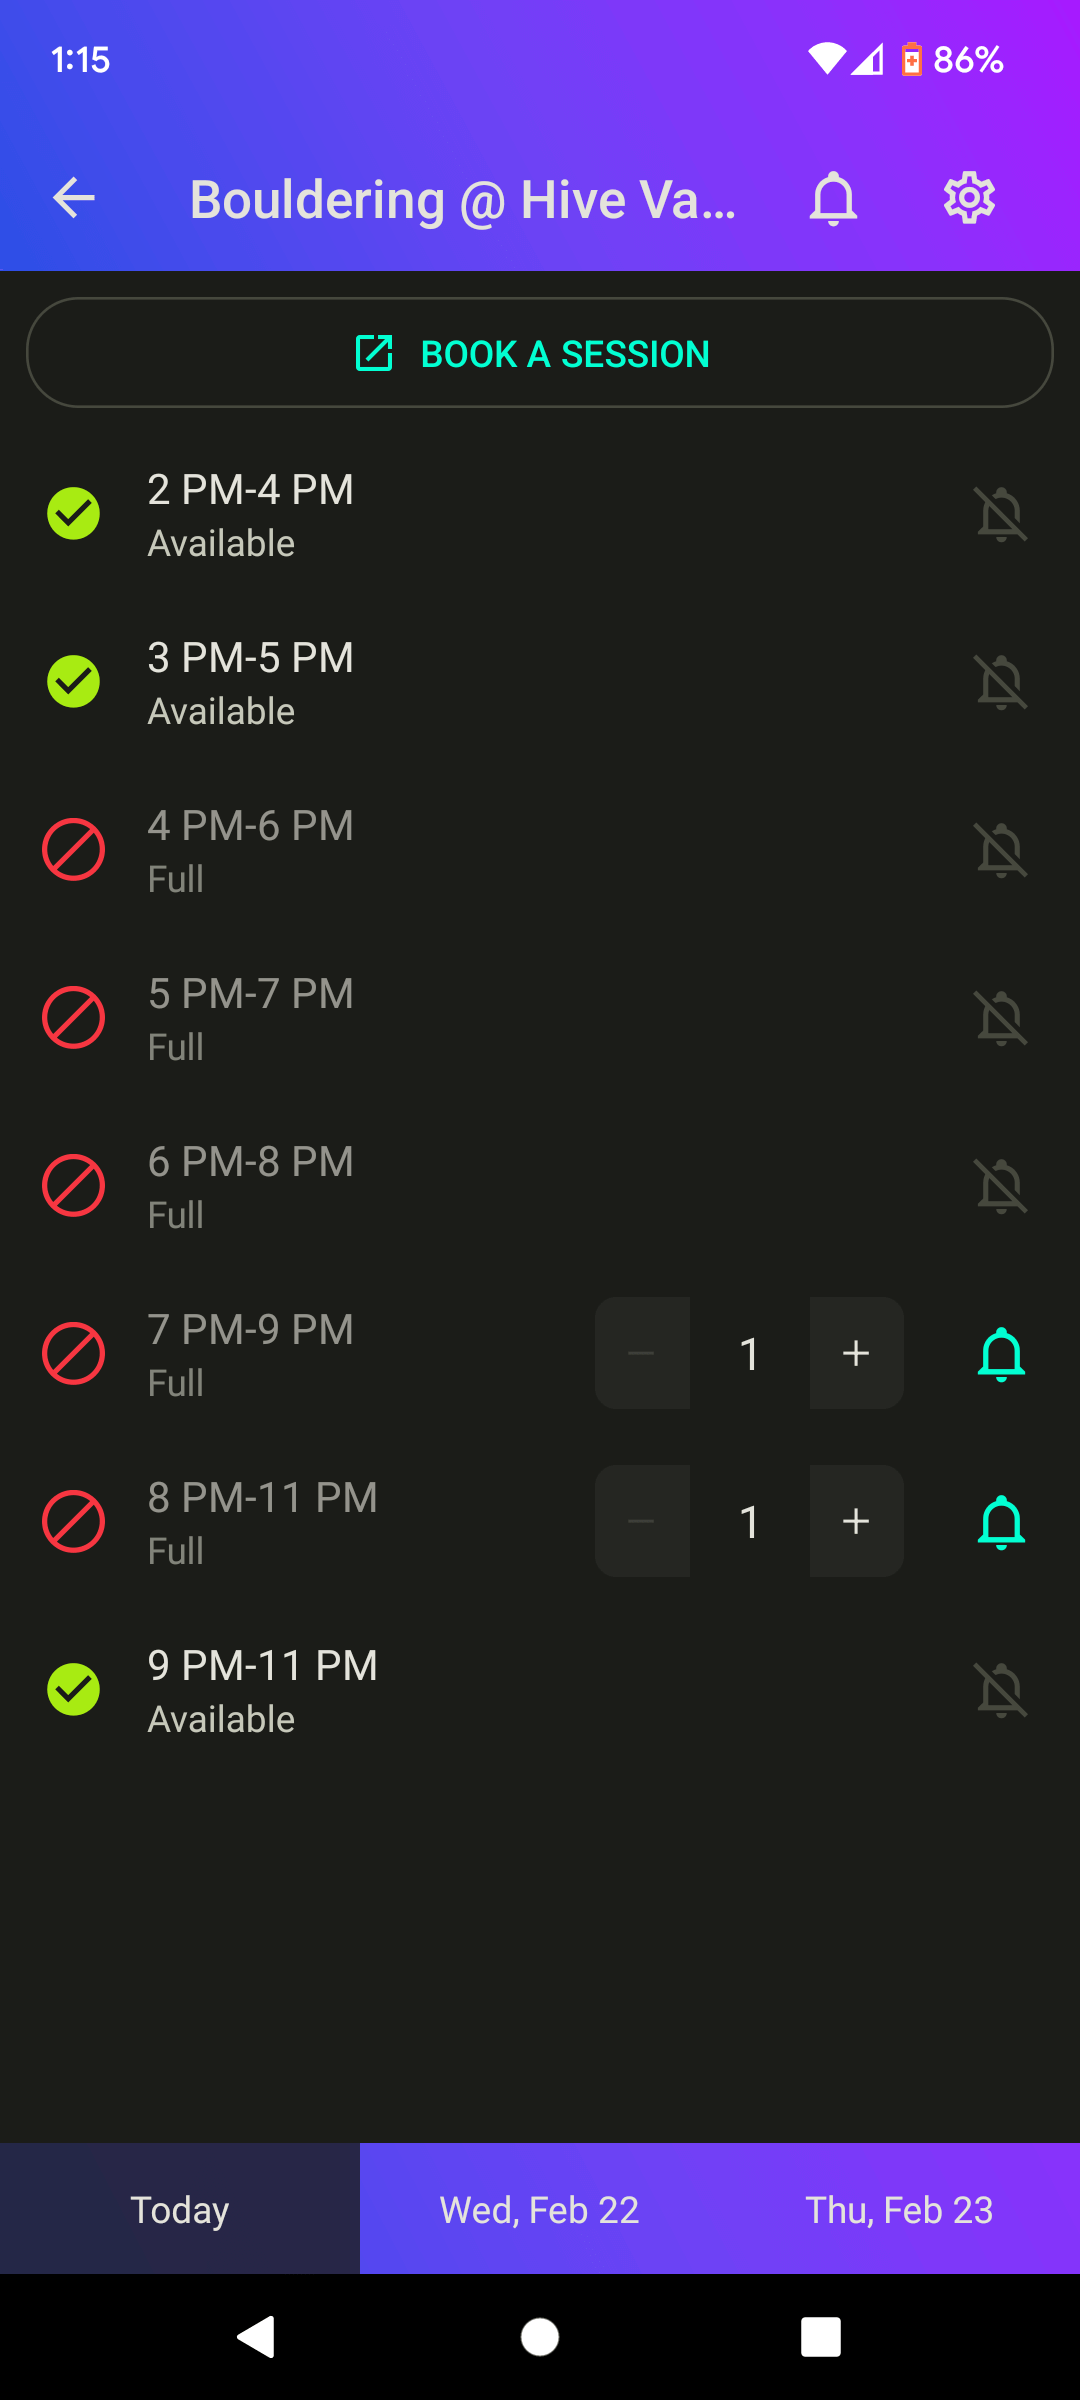 1:15
86%
Bouldering @ Hive Va...
BOOK A SESSION
2 PM-4 PM
Available
3 PM-5 PM
Available
4 PM-6 PM
Full
5 PM-7 PM
Full
6 PM-8 PM
Full
7 PM-9 PM
Full
− 1 +
8 PM-11 PM
Full
− 1 +
9 PM-11 PM
Available
Today
Wed, Feb 22
Thu, Feb 23